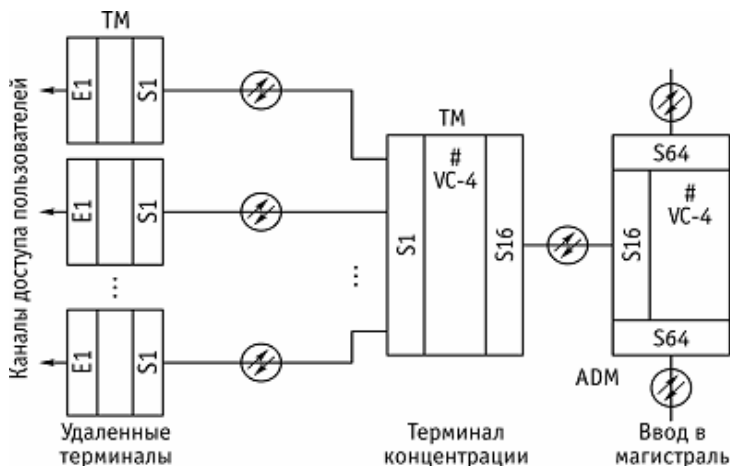 TM
Каналы доступа пользователей
E1
S1
E1
S1
...
E1
S1
TM
S1
#
VC-4
S16
...
S64
S16
#
VC-4
S64
ADM
Удаленные
терминалы
Терминал
концентрации
Ввод в
магистраль